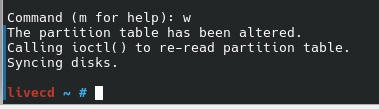 Command (m for help): w
The partition table has been altered.
Calling ioctl() to re-read partition table.
Syncing disks.
livecd ~ #